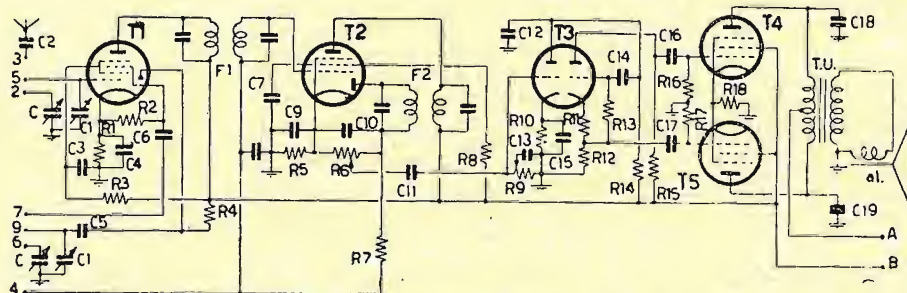 T1 T2 T3 T4
C2
3
5
2
C
C1
R2
R1
C6
C3
C4
R3
7
9
C5
6
C
C1
4
F1
R4
C7
C9
C10
R5
R6
F2
R7
C11
R8
C12
R10
C13
R9
R11
C15
R12
R13
C14
R14
R15
C16
R16
R17
C17
R18
T5
T.U.
C18
al.
C19
A
B